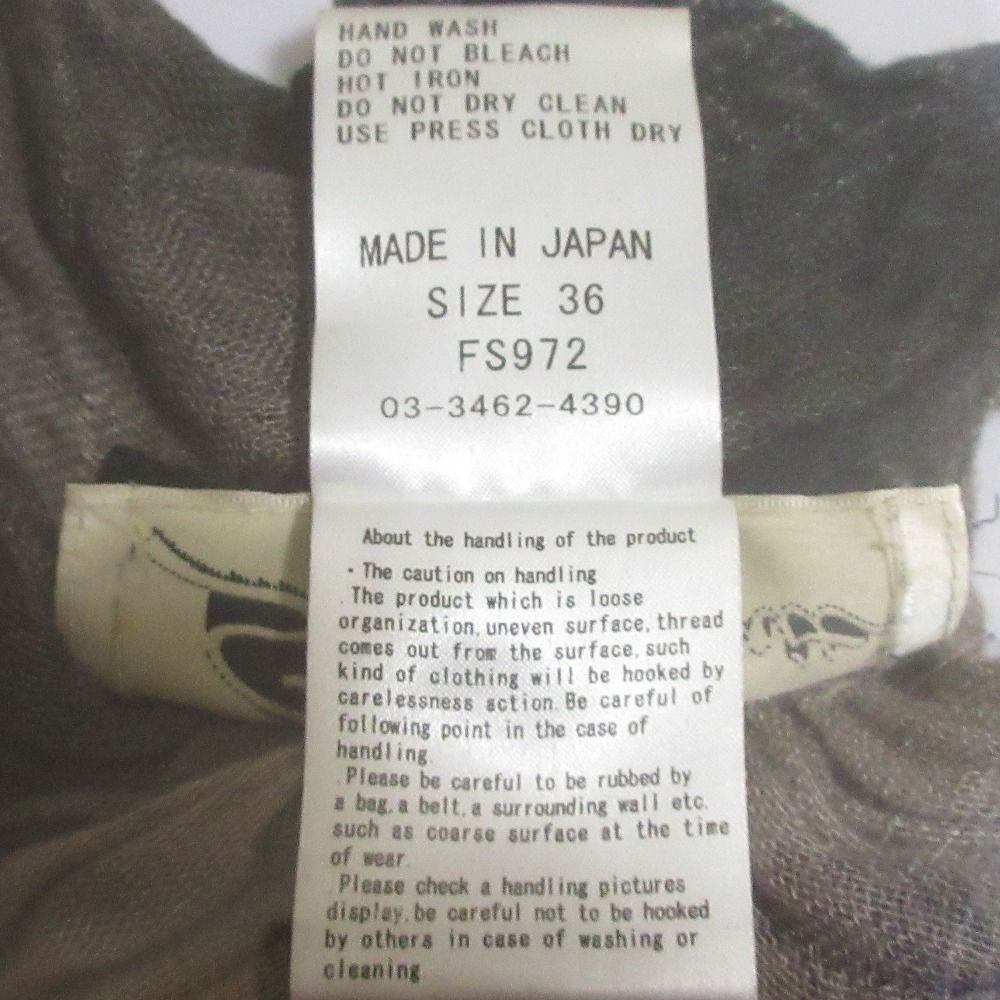 HAND WASH
DO NOT BLEACH
HOT IRON
DO NOT DRY CLEAN
USE PRESS CLOTH DRY
MADE IN JAPAN
SIZE 36
FS972
03-3462-4390
About the handling of the product
・The caution on handling
.The product which is loose
organization, uneven surface, thread
comes out from the surface, such
kind of clothing will be hooked by
carelessness action. Be careful of
following point in the case of
handling.
.Please be careful to be rubbed by
a bag, a belt, a surrounding wall etc.
such as coarse surface at the time
of wear.
.Please check a handling pictures
display, be careful not to be hooked
by others in case of washing or
cleaning